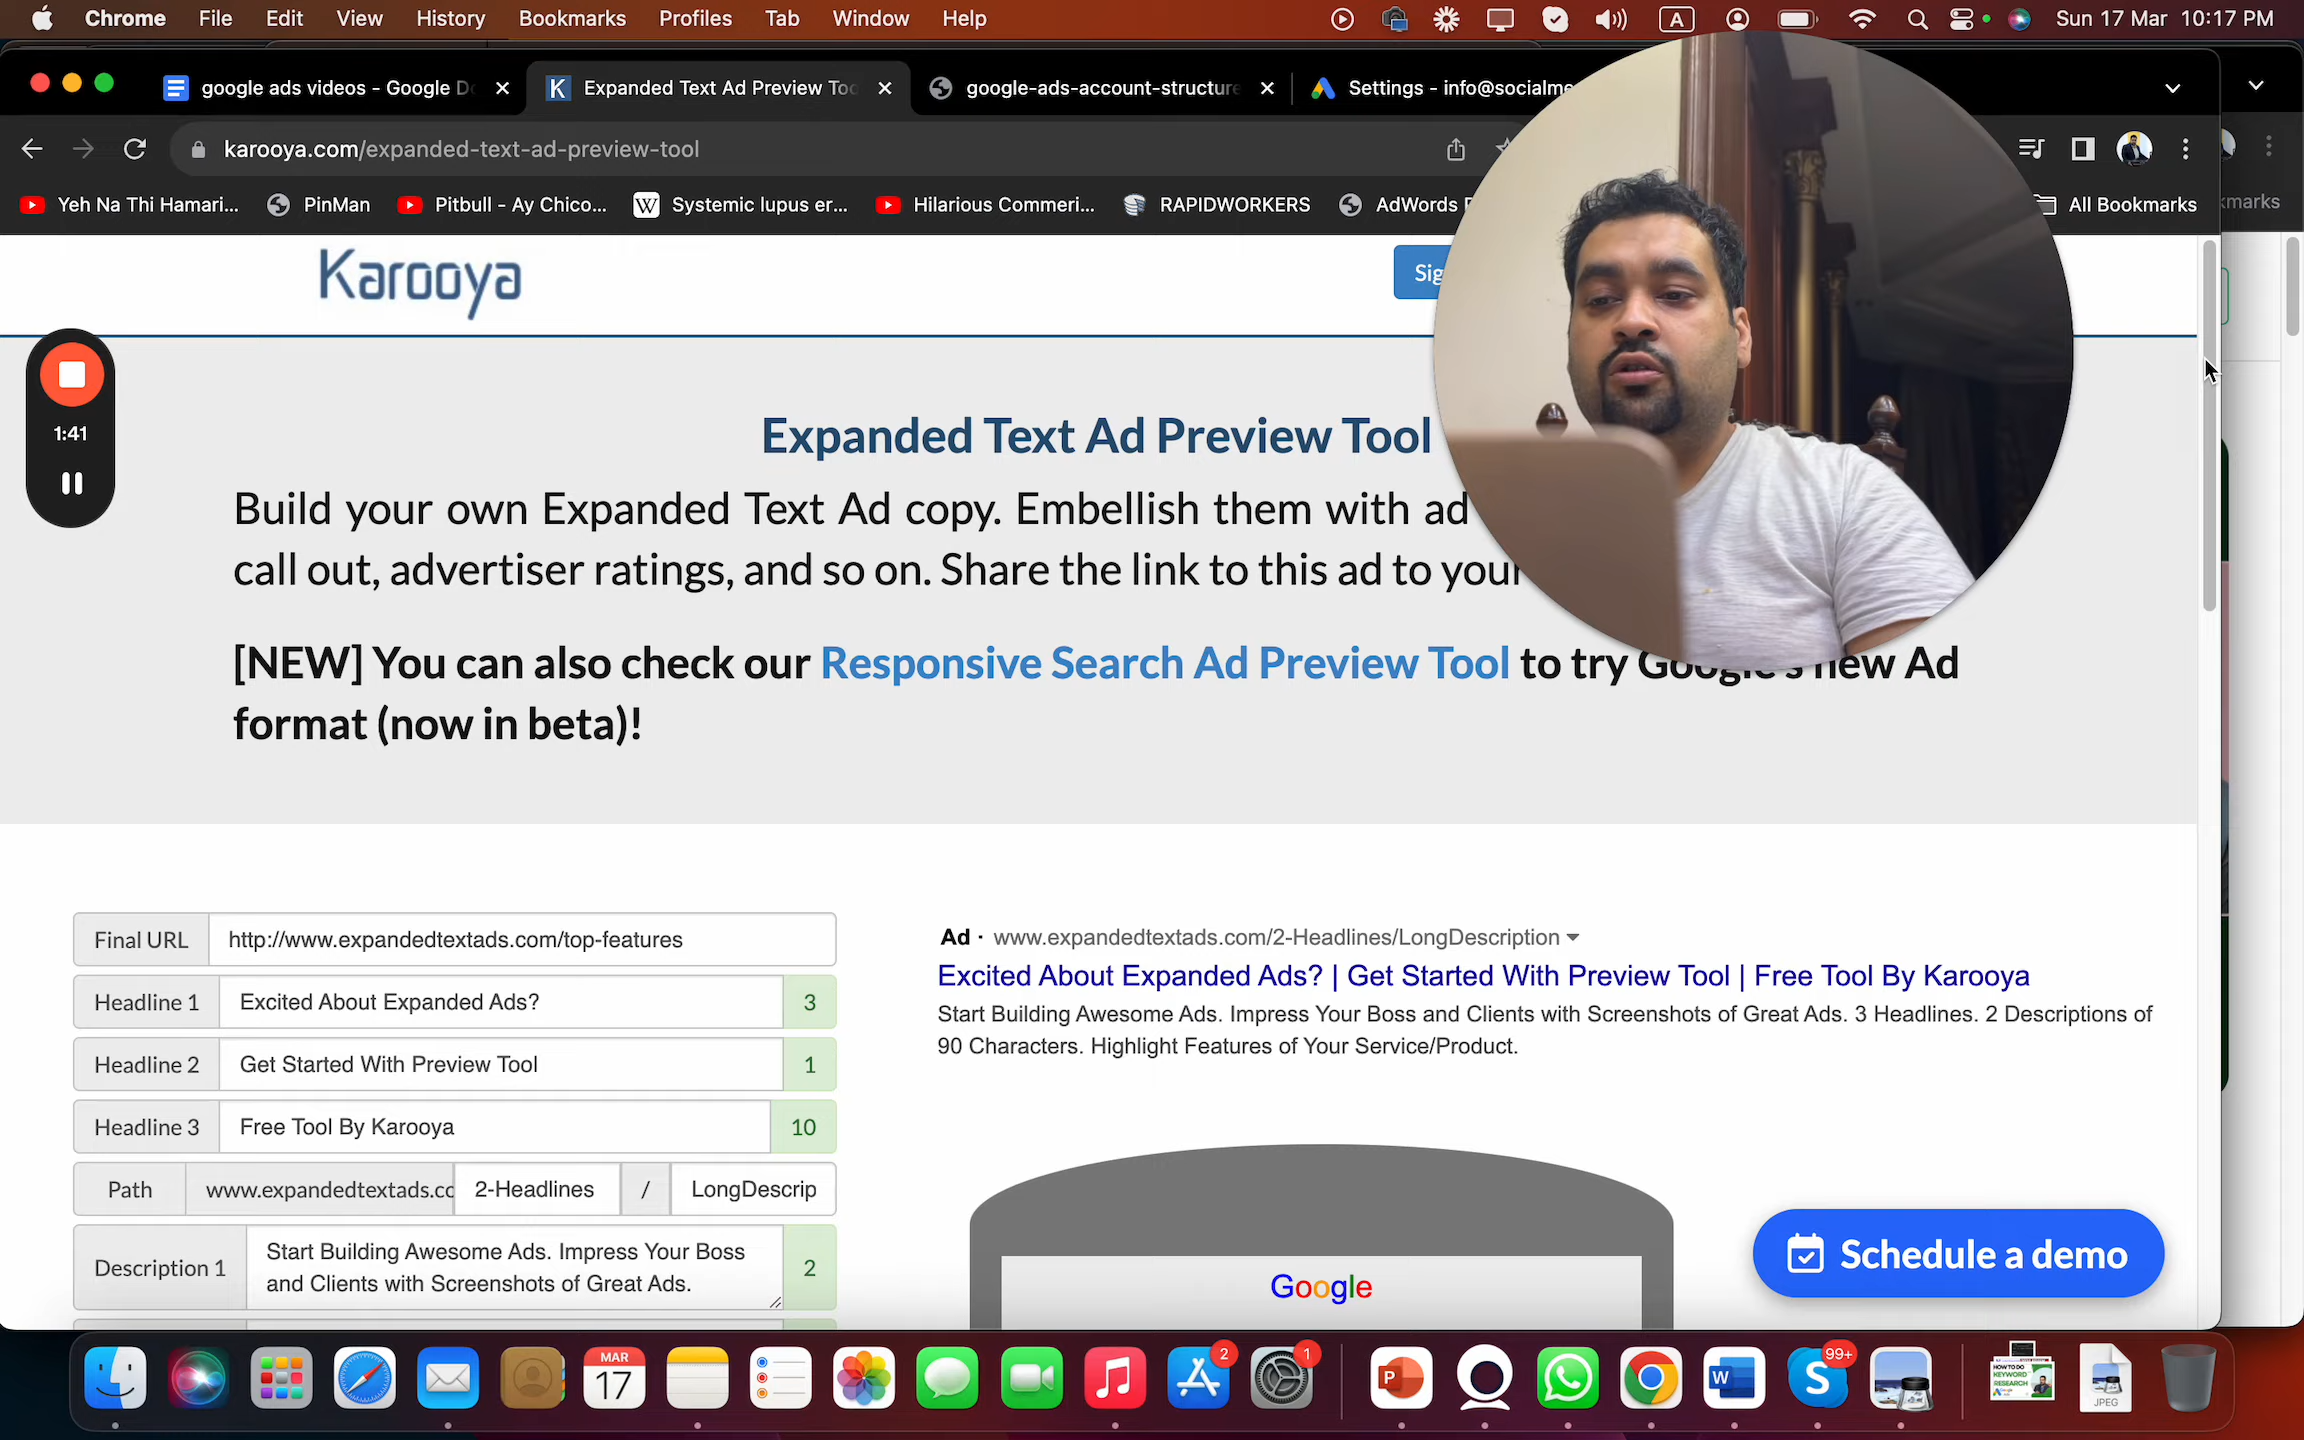 Chrome File Edit View History Bookmarks Profiles Tab Window Help A Sun 17 Mar 10:17 PM
google ads videos - Google Expanded Text Ad Preview google-ads-account-structure Settings -
karooya.com/expanded-text-ad-preview-tool
Yeh Na Thi Hamari... PinMan Pitbull - Ay Chico... W Systemic lupus er... Hilarious Commeri... RAPIDWORKERS AdWords All Bookmarks
Karooya
1:41
Expanded Text Ad Preview Tool
Build your own Expanded Text Ad copy. Embellish them with ad
call out, advertiser ratings, and so on. Share the link to this ad to your
[NEW] You can also check our Responsive Search Ad Preview Tool to try Google's new Ad
format (now in beta)!
Final URL http://www.expandedtextads.com/top-features
Headline 1 Excited About Expanded Ads? 3
Headline 2 Get Started With Preview Tool 1
Headline 3 Free Tool By Karooya 10
Path www.expandedtextads.cc 2-Headlines / LongDescrip
Description 1 Start Building Awesome Ads. Impress Your Boss
and Clients with Screenshots of Great Ads. 2
Ad · www.expandedtextads.com/2-Headlines/LongDescription
Excited About Expanded Ads? | Get Started With Preview Tool | Free Tool By Karooya
Start Building Awesome Ads. Impress Your Boss and Clients with Screenshots of Great Ads. 3 Headlines. 2 Descriptions of
90 Characters. Highlight Features of Your Service/Product.
Google
Schedule a demo
MAR
17
2
1
P
W
S
99+
HOW TO DO
KEYWORD
RESEARCH
JPEG